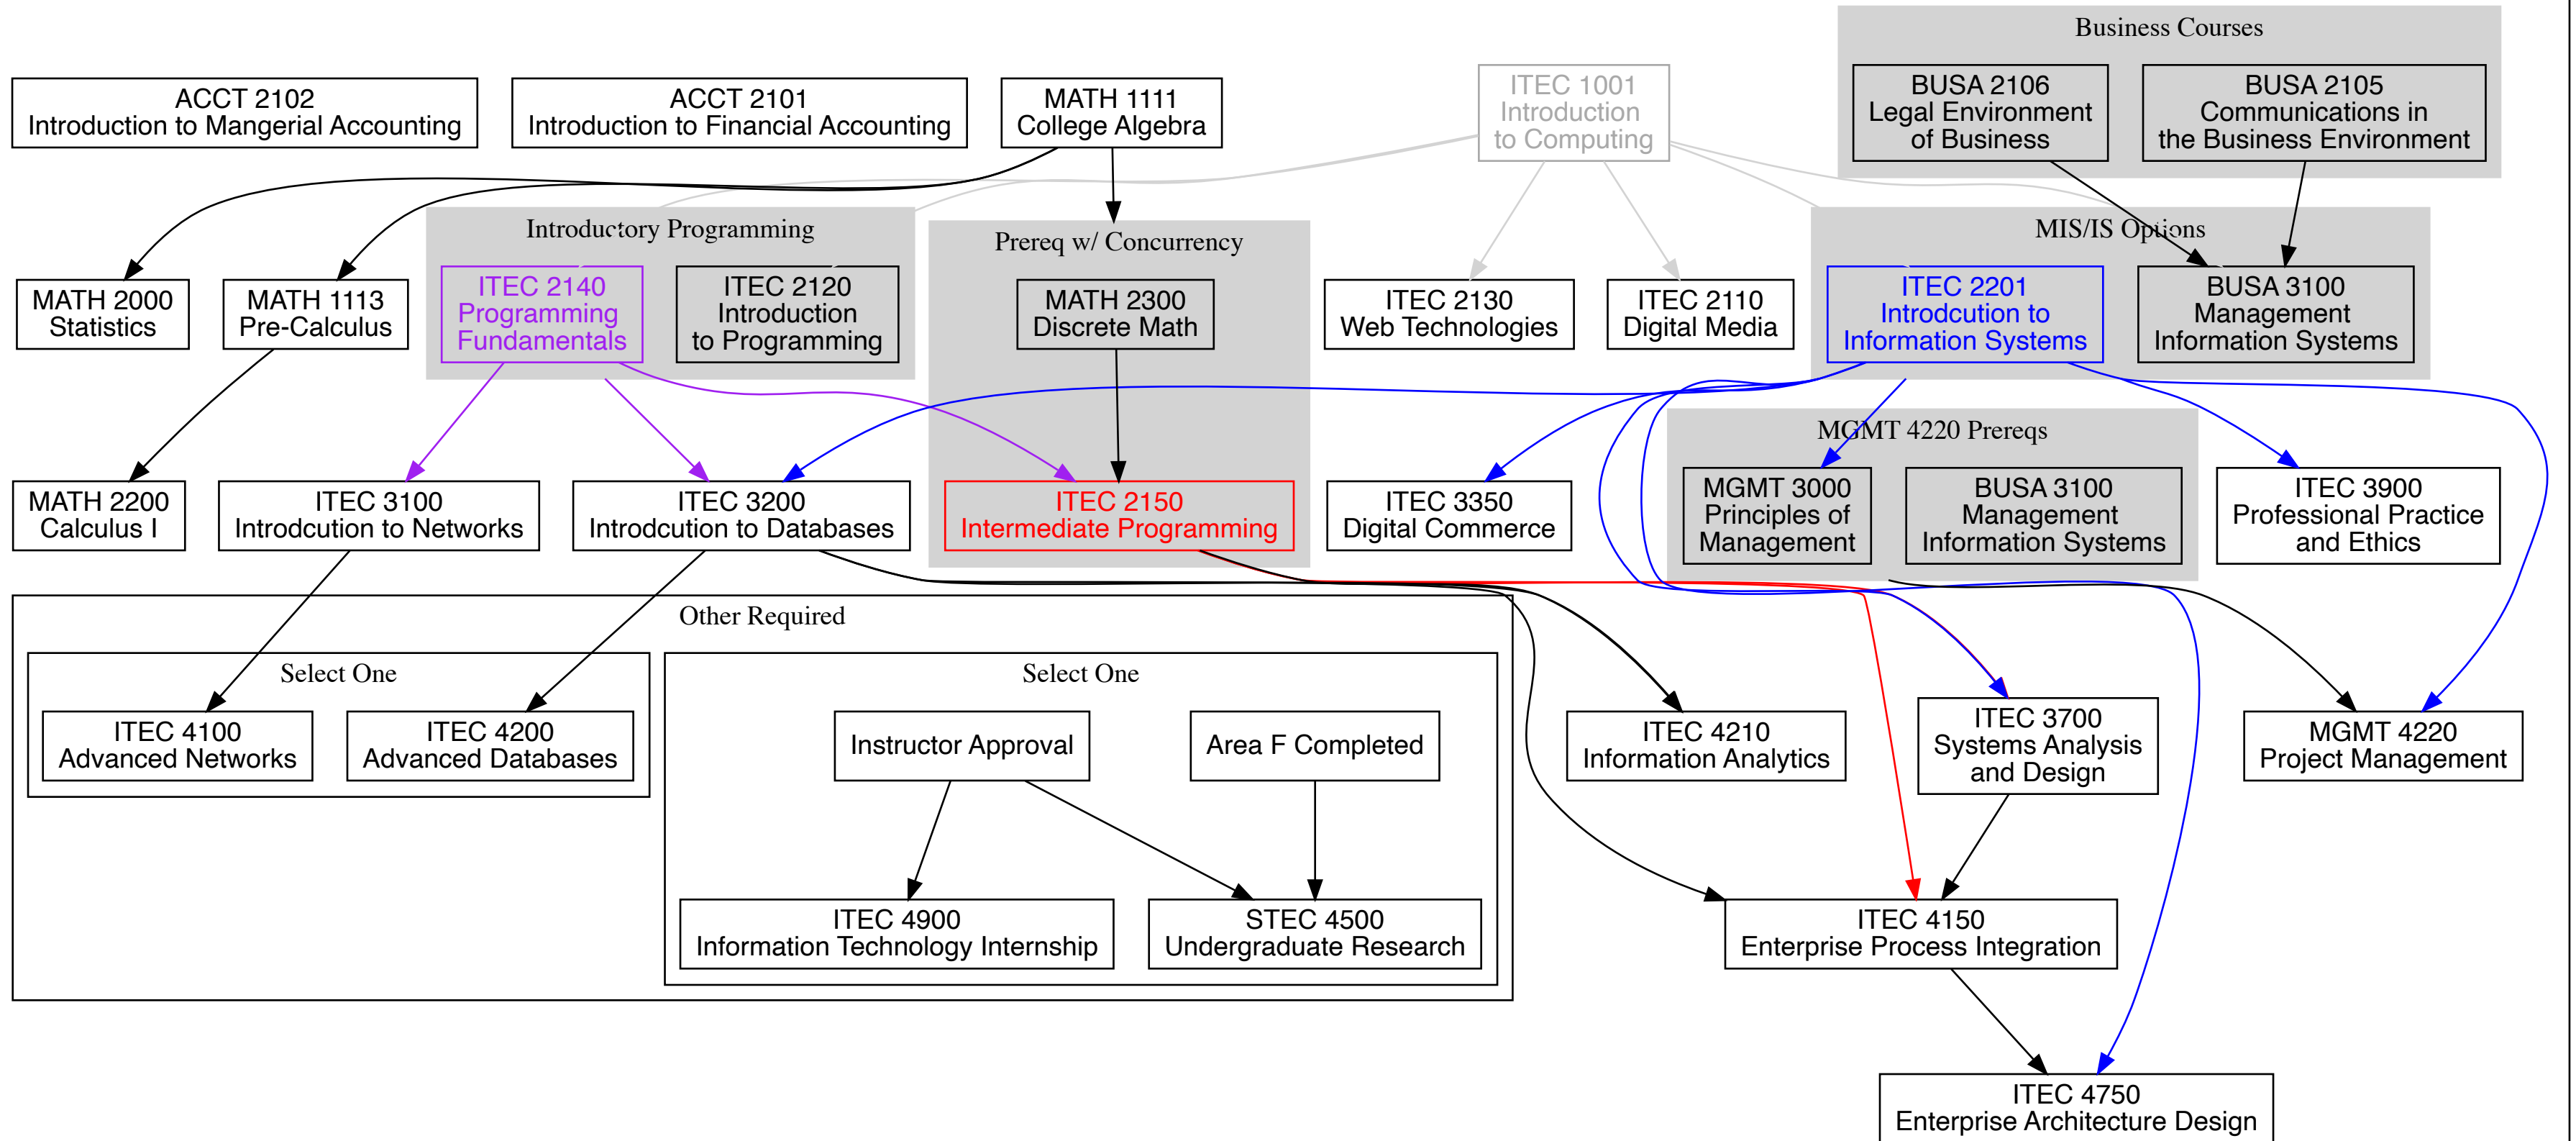 Business Courses
ACCT 2102
Introduction to Mangerial Accounting
ACCT 2101
Introduction to Financial Accounting
MATH 1111
College Algebra
ITEC 1001
Introduction
to Computing
BUSA 2106
Legal Environment
of Business
BUSA 2105
Communications in
the Business Environment
Introductory Programming
Prereq w/ Concurrency
MIS/IS Options
MATH 2000
Statistics
MATH 1113
Pre-Calculus
ITEC 2140
Programming
Fundamentals
ITEC 2120
Introduction
to Programming
MATH 2300
Discrete Math
ITEC 2130
Web Technologies
ITEC 2110
Digital Media
ITEC 2201
Introdcution to
Information Systems
BUSA 3100
Management
Information Systems
MGMT 4220 Prereqs
MATH 2200
Calculus I
ITEC 3100
Introdcution to Networks
ITEC 3200
Introdcution to Databases
ITEC 2150
Intermediate Programming
ITEC 3350
Digital Commerce
MGMT 3000
Principles of
Management
BUSA 3100
Management
Information Systems
ITEC 3900
Professional Practice
and Ethics
Other Required
Select One
Select One
ITEC 4100
Advanced Networks
ITEC 4200
Advanced Databases
Instructor Approval
Area F Completed
ITEC 4210
Information Analytics
ITEC 3700
Systems Analysis
and Design
MGMT 4220
Project Management
ITEC 4900
Information Technology Internship
STEC 4500
Undergraduate Research
ITEC 4150
Enterprise Process Integration
ITEC 4750
Enterprise Architecture Design